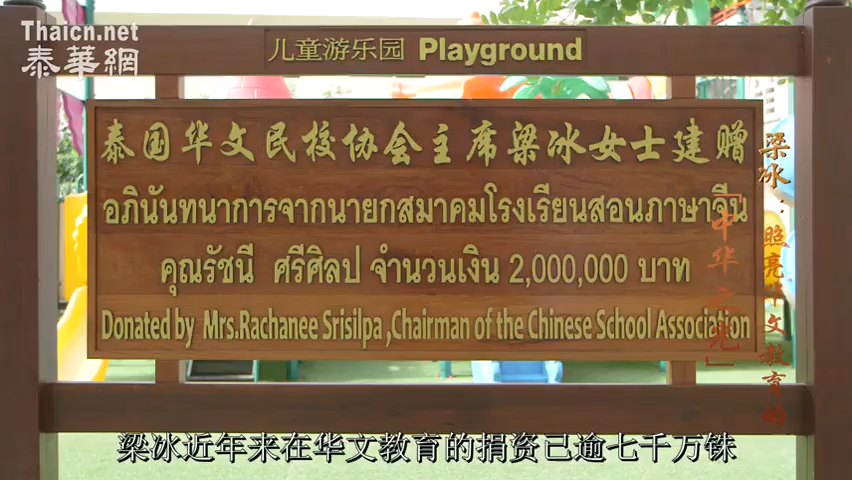 Thaicn.net
泰華網
儿童游乐园 Playground
泰国华文民校协会主席梁冰女士建赠
อภินันทนาการจากนายกสมาคมโรงเรียนสอนภาษาจีน
คุณรัชนี ศรีศิลป จำนวนเงิน 2,000,000 บาท
Donated by Mrs.Rachanee Srisilpa,Chairman of the Chinese School Association
梁冰：照亮华文教育的
「中华之光」
梁冰近年来在华文教育的捐资已逾七千万铢